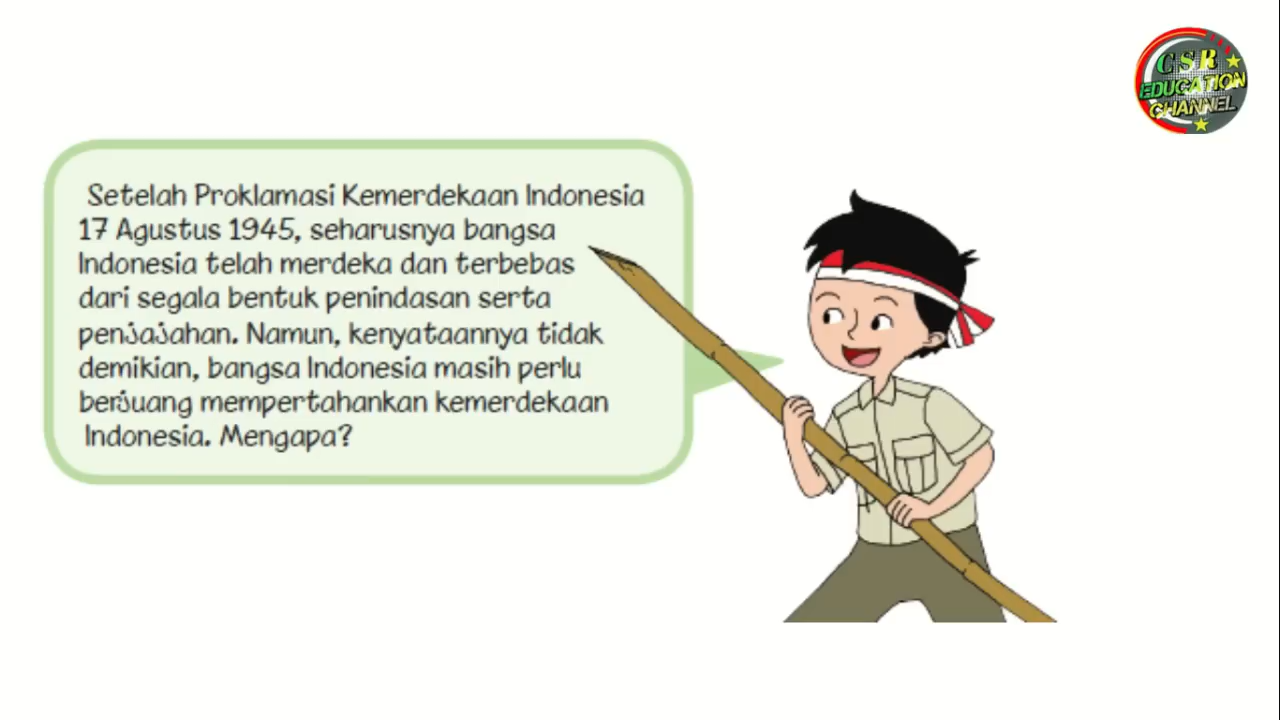 Setelah Proklamasi Kemerdekaan Indonesia
17 Agustus 1945, seharusnya bangsa
Indonesia telah merdeka dan terbebas
dari segala bentuk penindasan serta
penjajahan. Namun, kenyataannya tidak
demikian, bangsa Indonesia masih perlu
berjuang mempertahankan kemerdekaan
Indonesia. Mengapa?
CSR
EDUCATION
CHANNEL